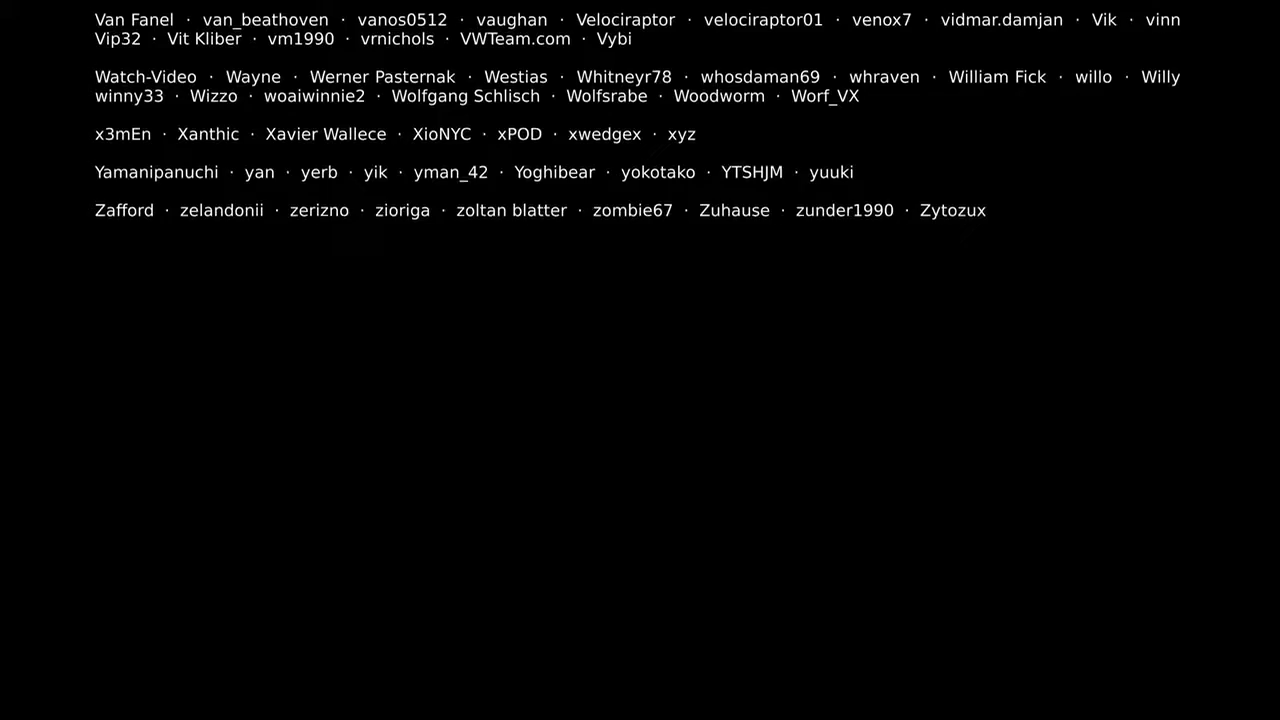 Van Fanel · van_beathoven · vanos0512 · vaughan · Velociraptor · velociraptor01 · venox7 · vidmar.damjan · Vik · vinn
Vip32 · Vit Kliber · vm1990 · vrnichols · VWTeam.com · Vybi
Watch-Video · Wayne · Werner Pasternak · Westias · Whitneyr78 · whosdaman69 · whraven · William Fick · willo · Willy
winny33 · Wizzo · woaiwinnie2 · Wolfgang Schlisch · Wolfsrabe · Woodworm · Worf_VX
x3mEn · Xanthic · Xavier Wallece · XioNYC · xPOD · xwedgex · xyz
Yamanipanuchi · yan · yerb · yik · yman_42 · Yoghibear · yokotako · YTSHJM · yuuki
Zafford · zelandonii · zerizno · zioriga · zoltan blatter · zombie67 · Zuhause · zunder1990 · Zytozux